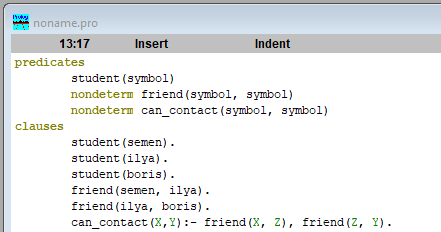 noname.pro
13:17 Insert Indent
predicates
student(symbol)
nondeterm friend(symbol, symbol)
nondeterm can_contact(symbol, symbol)
clauses
student(semen).
student(ilya).
student(boris).
friend(semen, ilya).
friend(ilya, boris).
can_contact(X,Y):- friend(X, Z), friend(Z, Y).